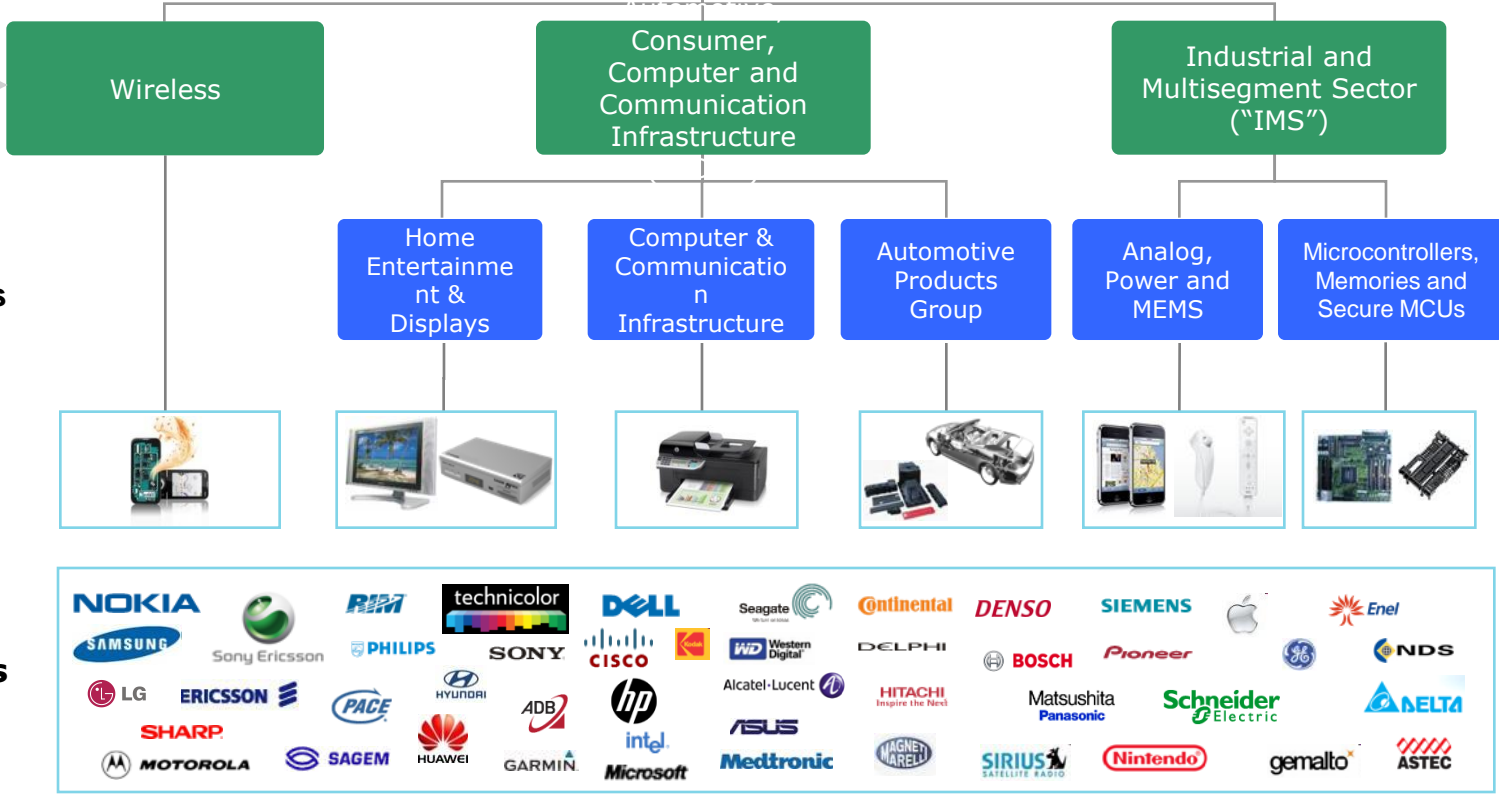 Automotive,
Wireless
Consumer,
Computer and
Communication
Infrastructure
Industrial and
Multisegment Sector
(“IMS”)
Home
Entertainme
nt &
Displays
Computer &
Communicatio
n
Infrastructure
Automotive
Products
Group
Analog,
Power and
MEMS
Microcontrollers,
Memories and
Secure MCUs
s
NOKIA
Sony Ericsson
RIM
technicolor
DELL
Seagate
Continental
DENSO
SIEMENS
Enel
SAMSUNG
PHILIPS
SONY
CISCO
Kodak
WD Western
Digital
DELPHI
BOSCH
Pioneer
GE
NDS
s
LG
ERICSSON
PACE
HYUNDAI
ADB
hp
Alcatel·Lucent
HITACHI
Inspire the Next
Matsushita
Panasonic
Schneider
Electric
DELTA
SHARP
MOTOROLA
SAGEM
HUAWEI
GARMIN
intel
Microsoft
ASUS
Medtronic
MAGNETI
MARELLI
SIRIUS
SATELLITE RADIO
Nintendo
gemalto
ASTEC